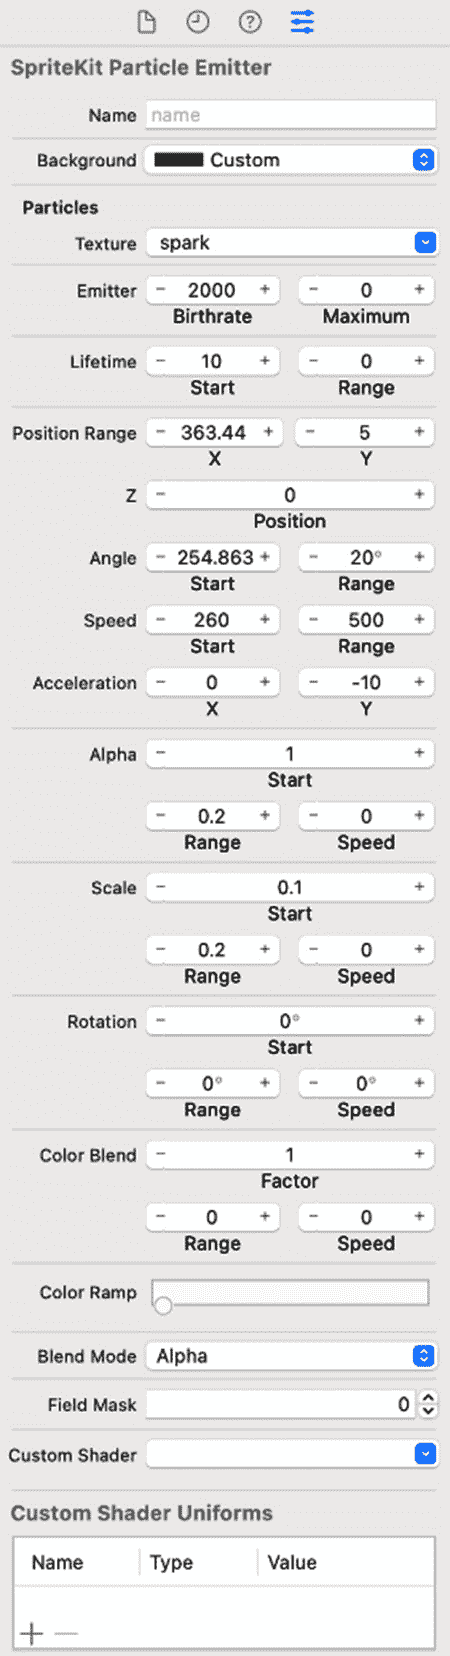 SpriteKit Particle Emitter
Name name
Background Custom
Particles
Texture spark
Emitter - 2000 + - 0 +
Birthrate Maximum
Lifetime - 10 + - 0 +
Start Range
Position Range - 363.44 + - 5 +
X Y
Z - 0 +
Position
Angle - 254.863 + - 20° +
Start Range
Speed - 260 + - 500 +
Start Range
Acceleration - 0 + - -10 +
X Y
Alpha - 1 +
Start
- 0.2 + - 0 +
Range Speed
Scale - 0.1 +
Start
- 0.2 + - 0 +
Range Speed
Rotation - 0° +
Start
- 0° + - 0° +
Range Speed
Color Blend - 1 +
Factor
- 0 + - 0 +
Range Speed
Color Ramp
Blend Mode Alpha
Field Mask 0
Custom Shader
Custom Shader Uniforms
Name Type Value
+ -